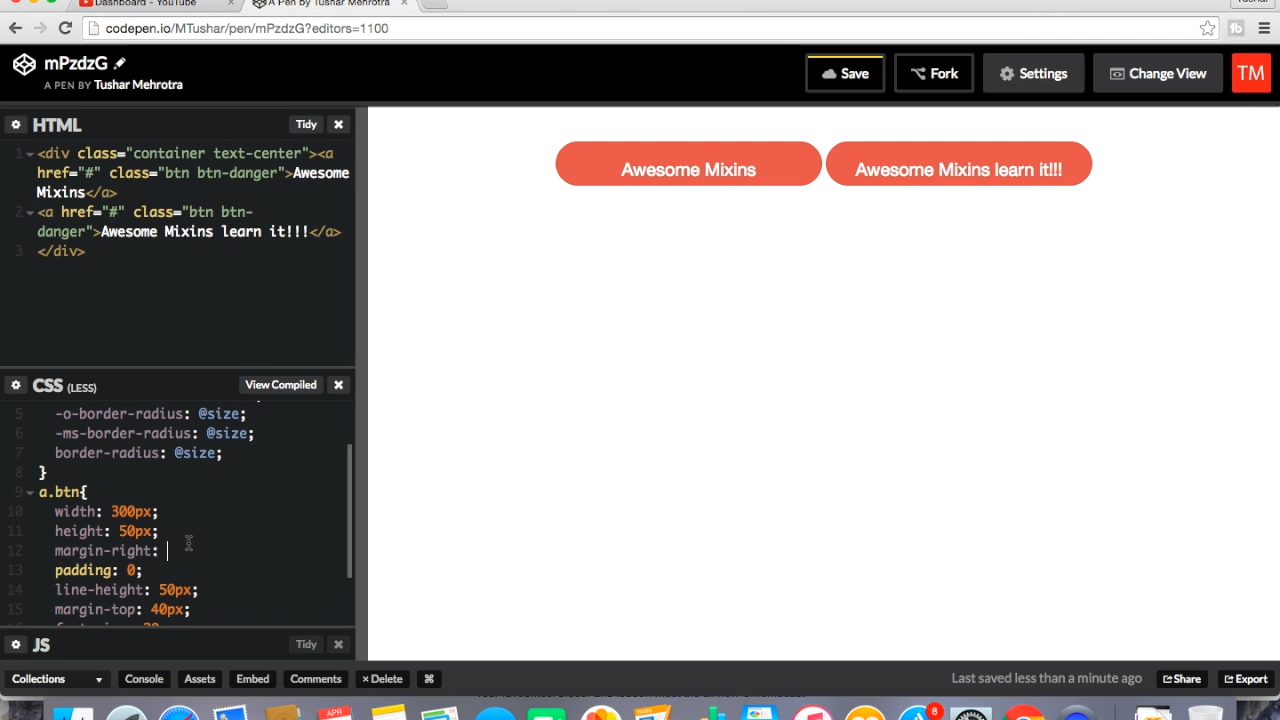 Dashboard - YouTube
A Pen by Tushar Mehrotra
Tushar
codepen.io/MTushar/pen/mPzdzG?editors=1100
mPzdzG
A PEN BY Tushar Mehrotra
Save
Fork
Settings
Change View
TM
HTML
Tidy
1 <div class="container text-center"><a
href="#" class="btn btn-danger">Awesome
Mixins</a>
2 <a href="#" class="btn btn-
danger">Awesome Mixins learn it!!!</a>
3 </div>
Awesome Mixins
Awesome Mixins learn it!!!
CSS (LESS)
View Compiled
5 -o-border-radius: @size;
6 -ms-border-radius: @size;
7 border-radius: @size;
8 }
9 a.btn{
10 width: 300px;
11 height: 50px;
12 margin-right:
13 padding: 0;
14 line-height: 50px;
15 margin-top: 40px;
JS
Tidy
Collections
Console
Assets
Embed
Comments
× Delete
⌘
Last saved less than a minute ago
Share
Export
APR
8